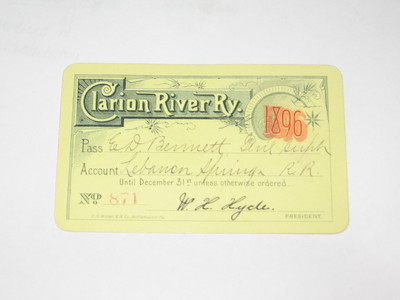 Clarion River Ry.
1896
Pass E. D. Bennett Genl Supt
Account Lebanon Springs R.R.
Until December 31st unless otherwise ordered.
No. 871
W. H. Hyde.
PRESIDENT.